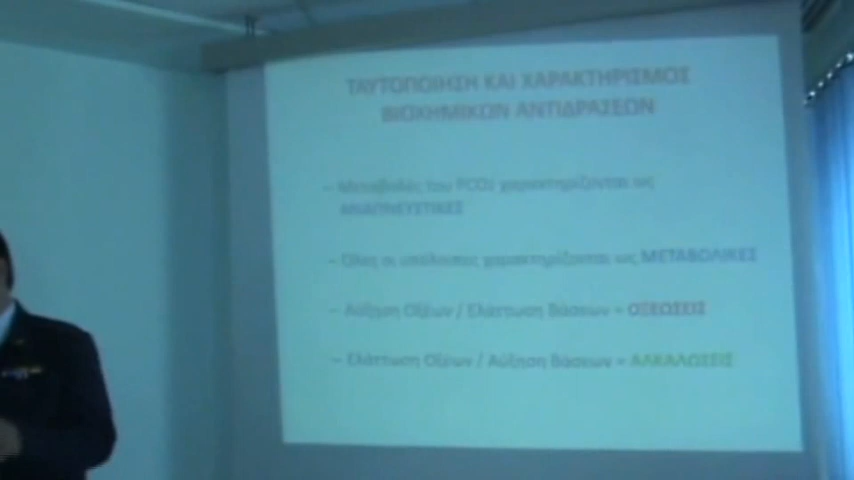 ΤΑΥΤΟΠΟΙΗΣΗ ΚΑΙ ΧΑΡΑΚΤΗΡΙΣΜΟΣ
ΒΙΟΧΗΜΙΚΩΝ ΑΝΤΙΔΡΑΣΕΩΝ
– Μεταβολές του PCO₂ χαρακτηρίζονται ως
ΑΝΑΠΝΕΥΣΤΙΚΕΣ
– Όλες οι υπόλοιπες χαρακτηρίζονται ως ΜΕΤΑΒΟΛΙΚΕΣ
– Αύξηση Οξέων / Ελάττωση Βάσεων = ΟΞΕΩΣΕΙΣ
– Ελάττωση Οξέων / Αύξηση Βάσεων = ΑΛΚΑΛΩΣΕΙΣ